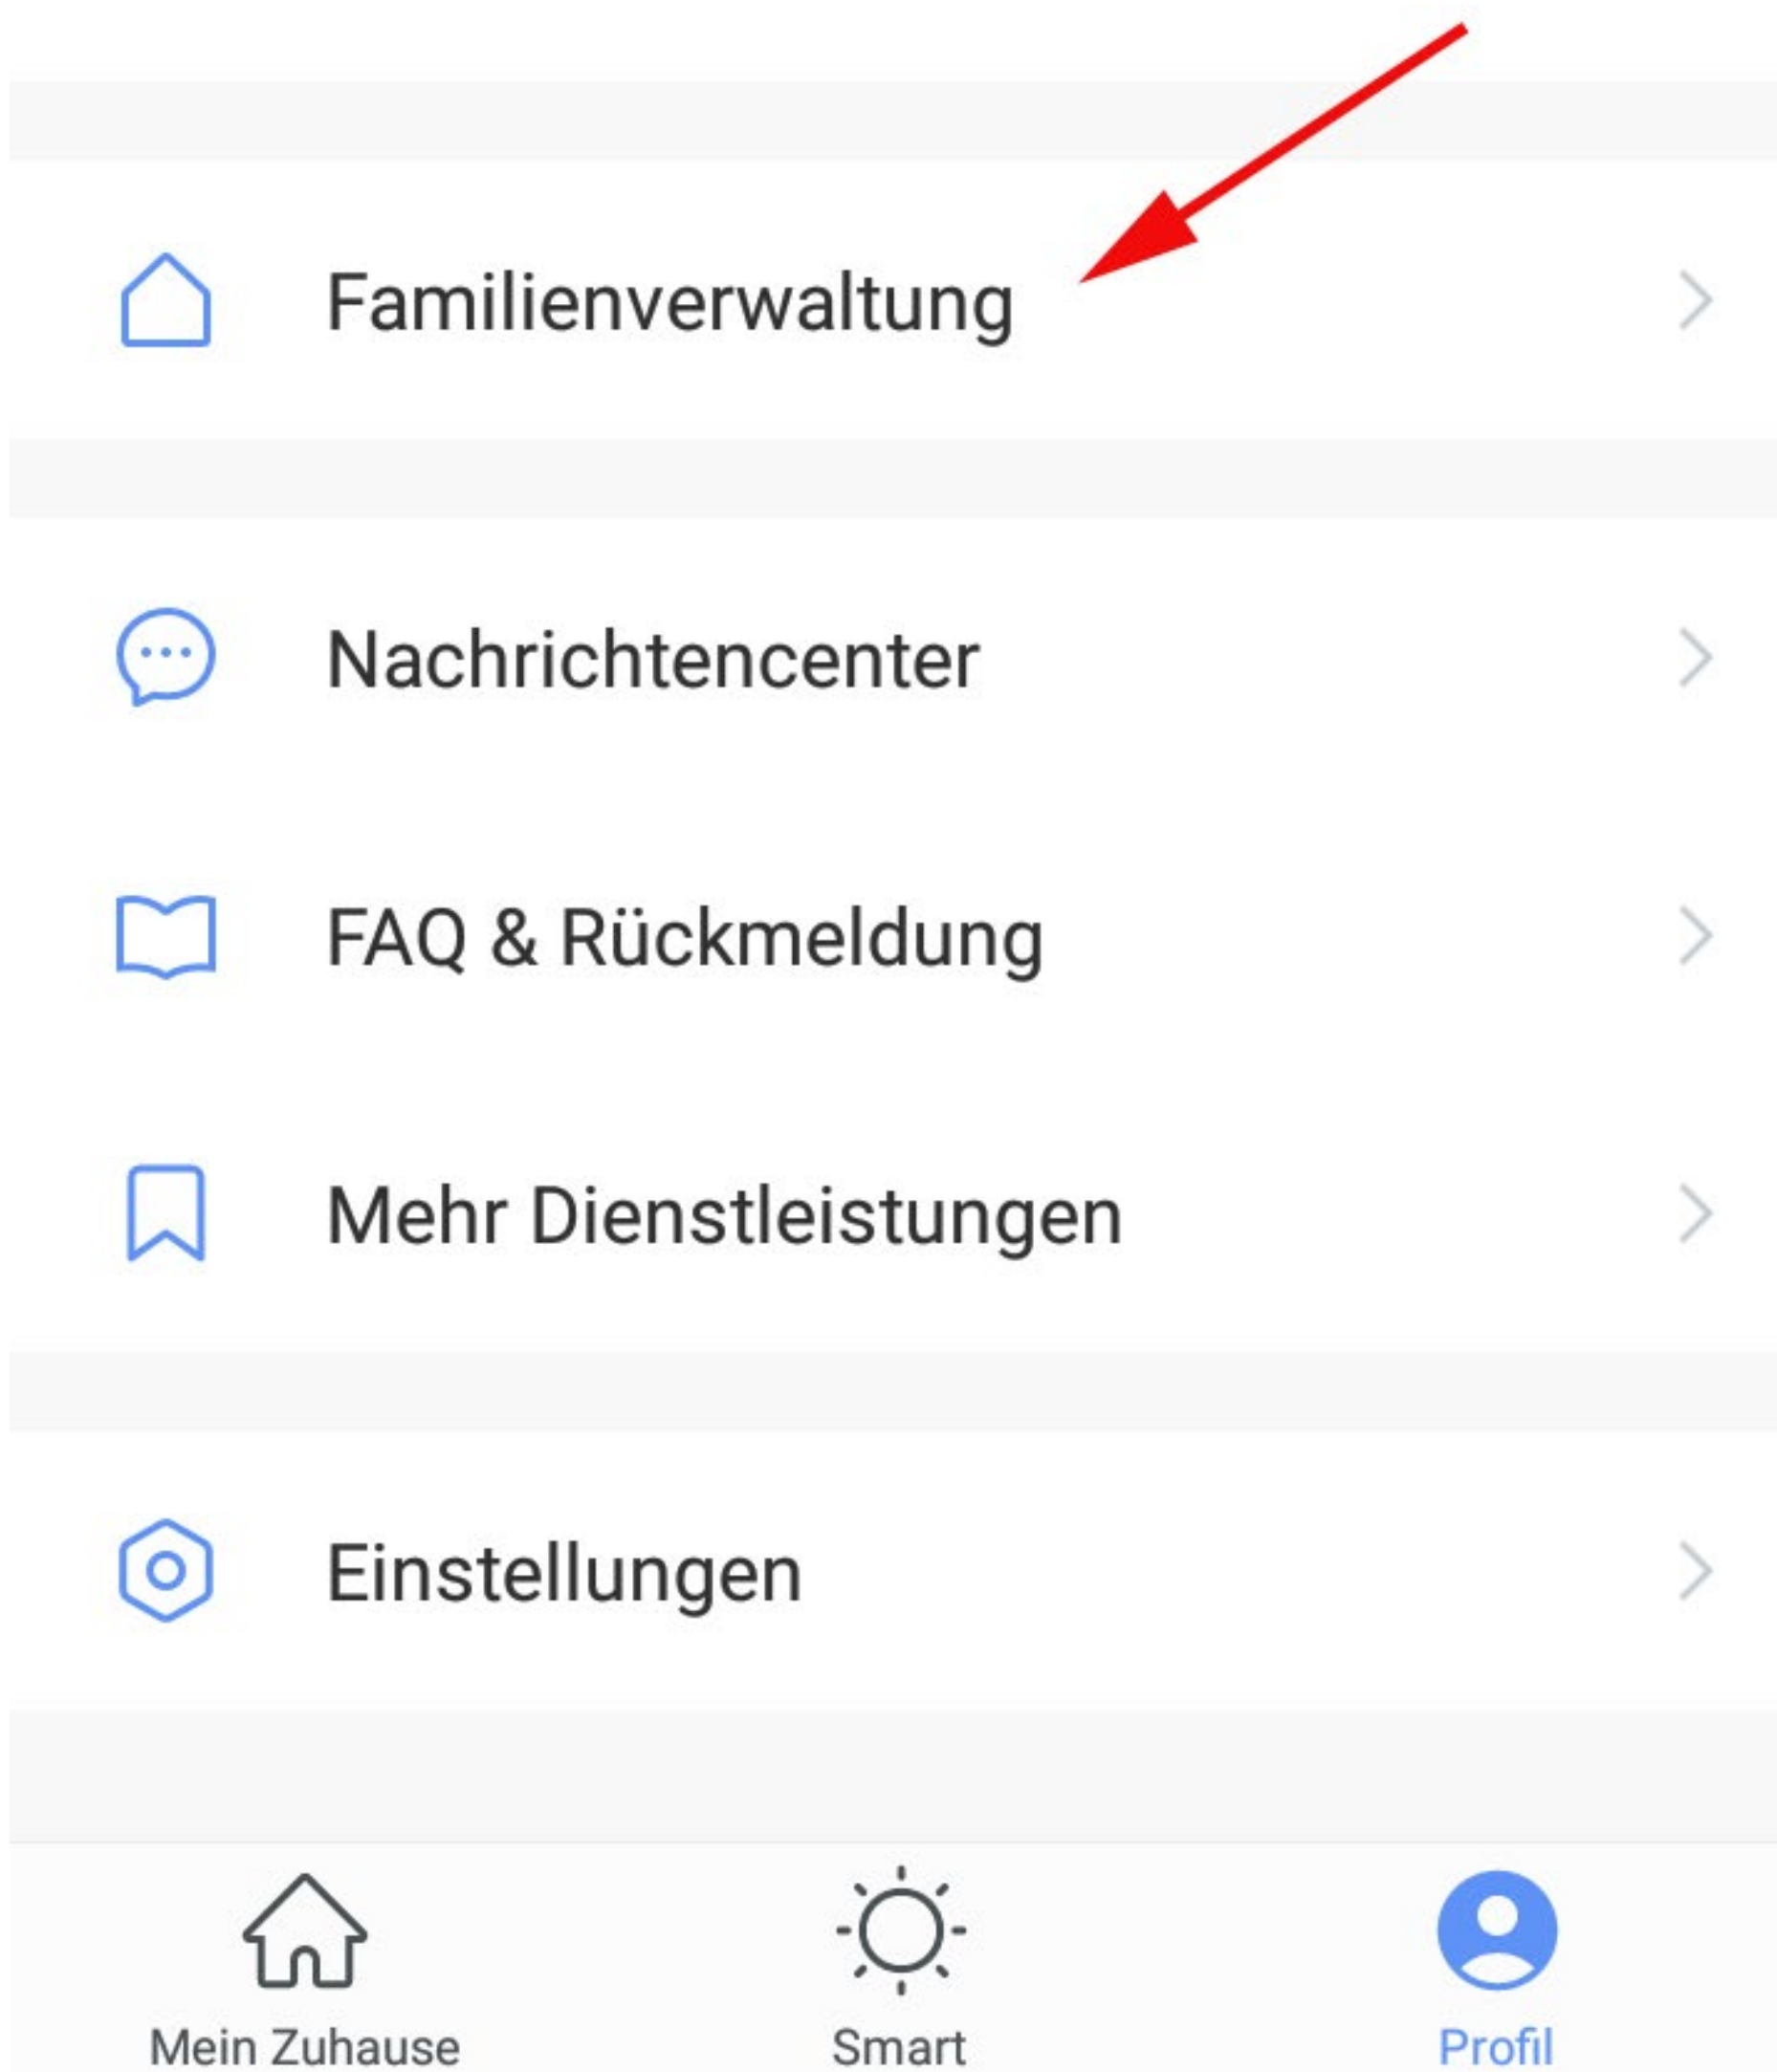 Familienverwaltung
Nachrichtencenter
FAQ & Rückmeldung
Mehr Dienstleistungen
Einstellungen
Mein Zuhause
Smart
Profil